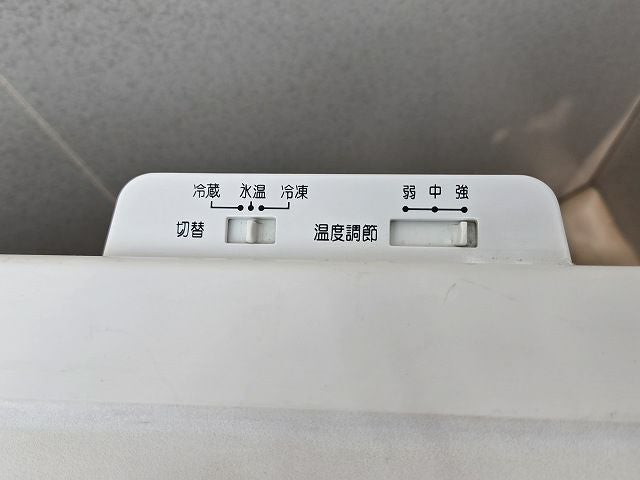 冷蔵 氷温 冷凍
弱 中 強
切替
温度調節